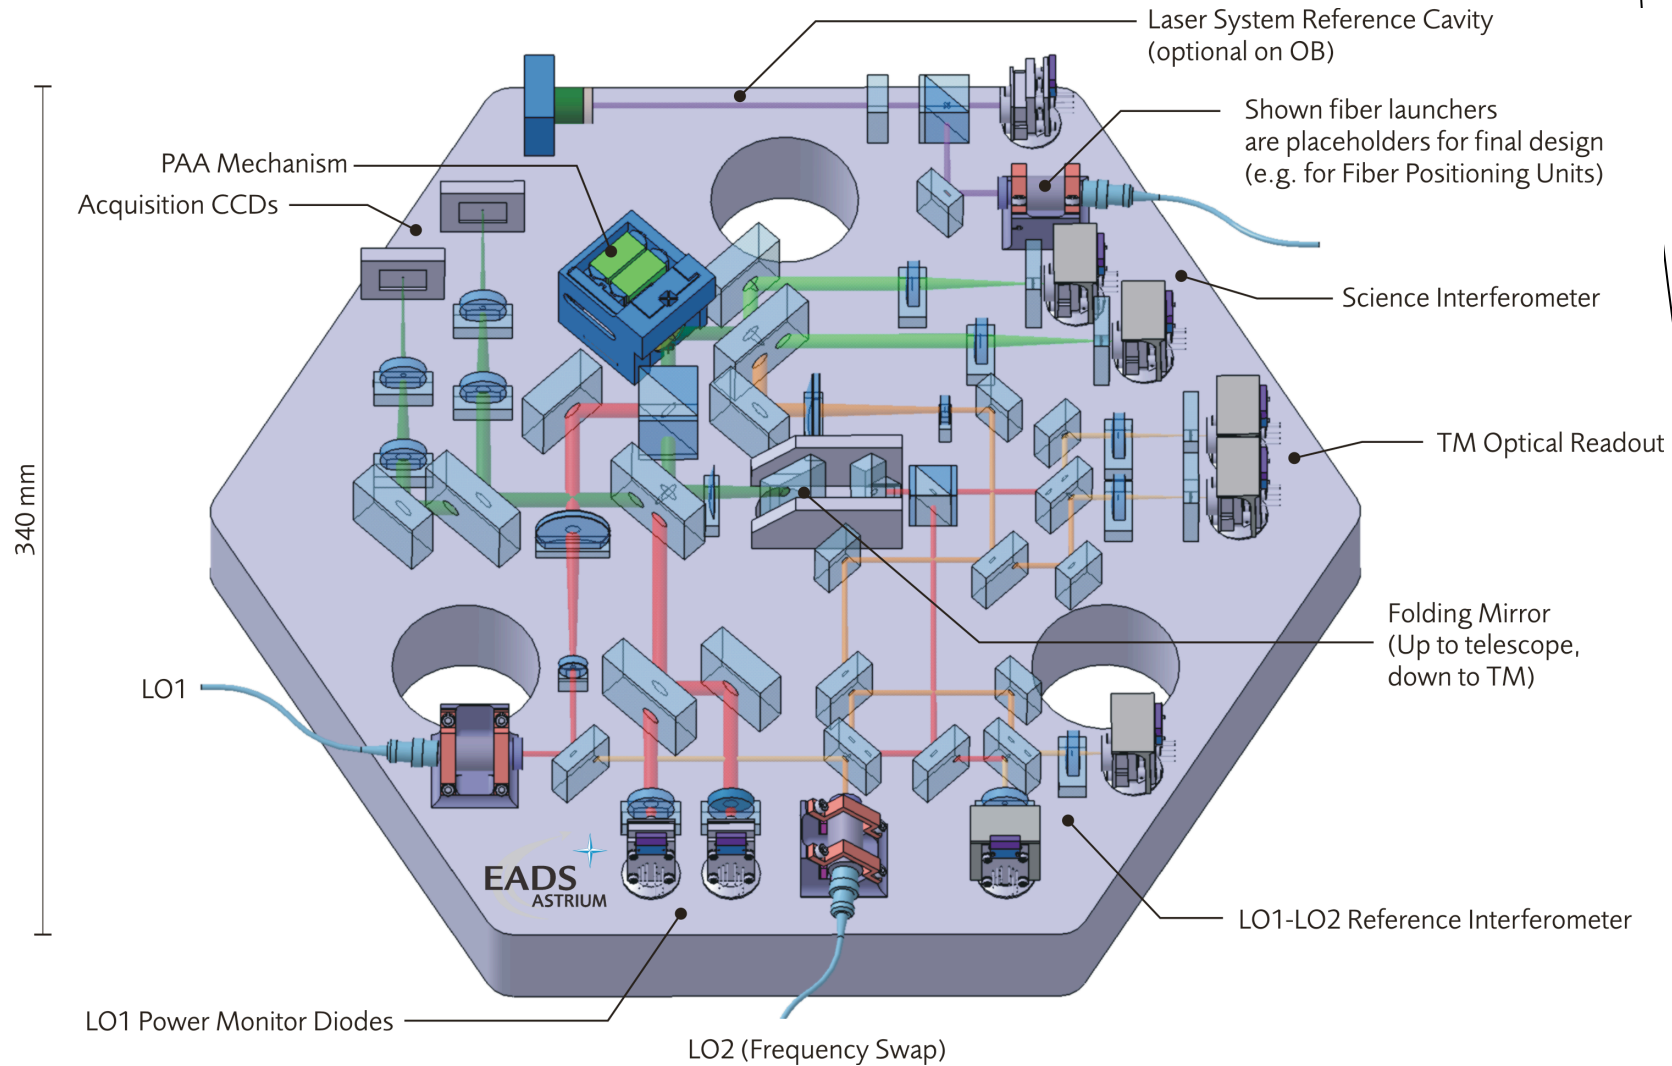 Laser System Reference Cavity
(optional on OB)
Shown fiber launchers
are placeholders for final design
(e.g. for Fiber Positioning Units)
PAA Mechanism
Acquisition CCDs
Science Interferometer
TM Optical Readout
340 mm
Folding Mirror
(Up to telescope,
down to TM)
LO1
EADS
ASTRIUM
LO1-LO2 Reference Interferometer
LO1 Power Monitor Diodes
LO2 (Frequency Swap)